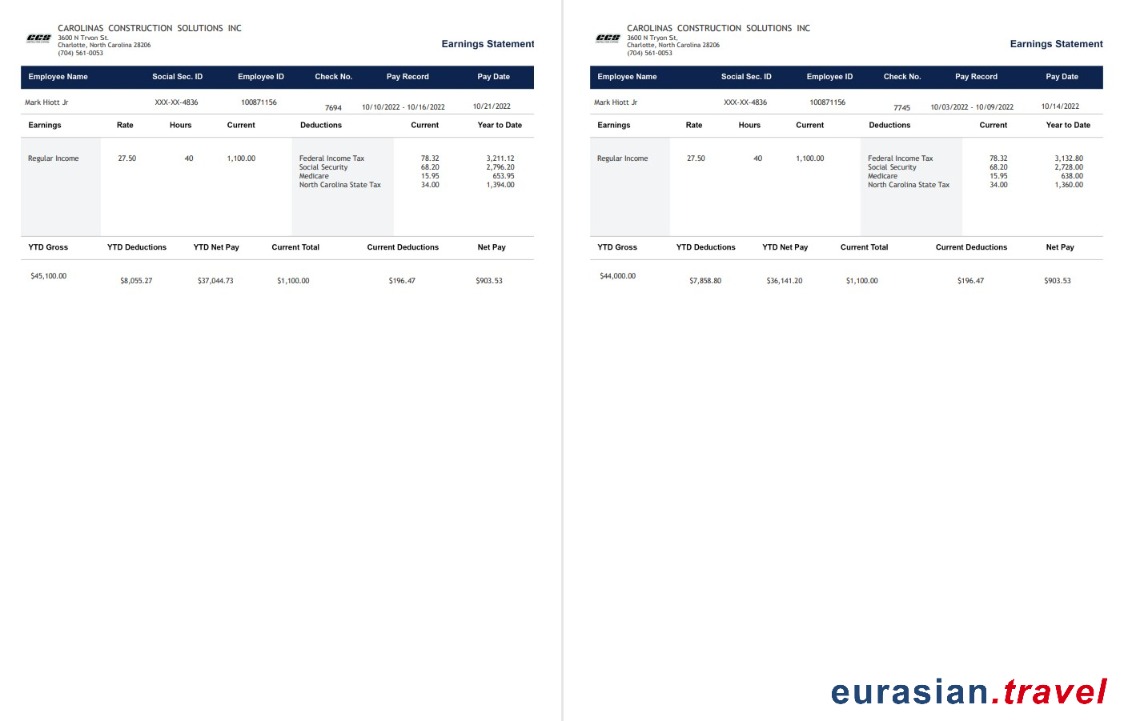 CAROLINAS CONSTRUCTION SOLUTIONS INC
CCS
3600 N Tryon St.
Charlotte, North Carolina 28206
(704) 561-0053
Earnings Statement
Employee Name Social Sec. ID Employee ID Check No. Pay Record Pay Date
Mark Hiott Jr XXX-XX-4836 100871156 7694 10/10/2022 - 10/16/2022 10/21/2022
Earnings Rate Hours Current Deductions Current Year to Date
Regular Income 27.50 40 1,100.00 Federal Income Tax 78.32 3,211.12
Social Security 68.20 2,796.20
Medicare 15.95 653.95
North Carolina State Tax 34.00 1,394.00
YTD Gross YTD Deductions YTD Net Pay Current Total Current Deductions Net Pay
$45,100.00 $8,055.27 $37,044.73 $1,100.00 $196.47 $903.53
CAROLINAS CONSTRUCTION SOLUTIONS INC
CCS
3600 N Tryon St.
Charlotte, North Carolina 28206
(704) 561-0053
Earnings Statement
Employee Name Social Sec. ID Employee ID Check No. Pay Record Pay Date
Mark Hiott Jr XXX-XX-4836 100871156 7745 10/03/2022 - 10/09/2022 10/14/2022
Earnings Rate Hours Current Deductions Current Year to Date
Regular Income 27.50 40 1,100.00 Federal Income Tax 78.32 3,132.80
Social Security 68.20 2,728.00
Medicare 15.95 638.00
North Carolina State Tax 34.00 1,360.00
YTD Gross YTD Deductions YTD Net Pay Current Total Current Deductions Net Pay
$44,000.00 $7,858.80 $36,141.20 $1,100.00 $196.47 $903.53
eurasian.travel